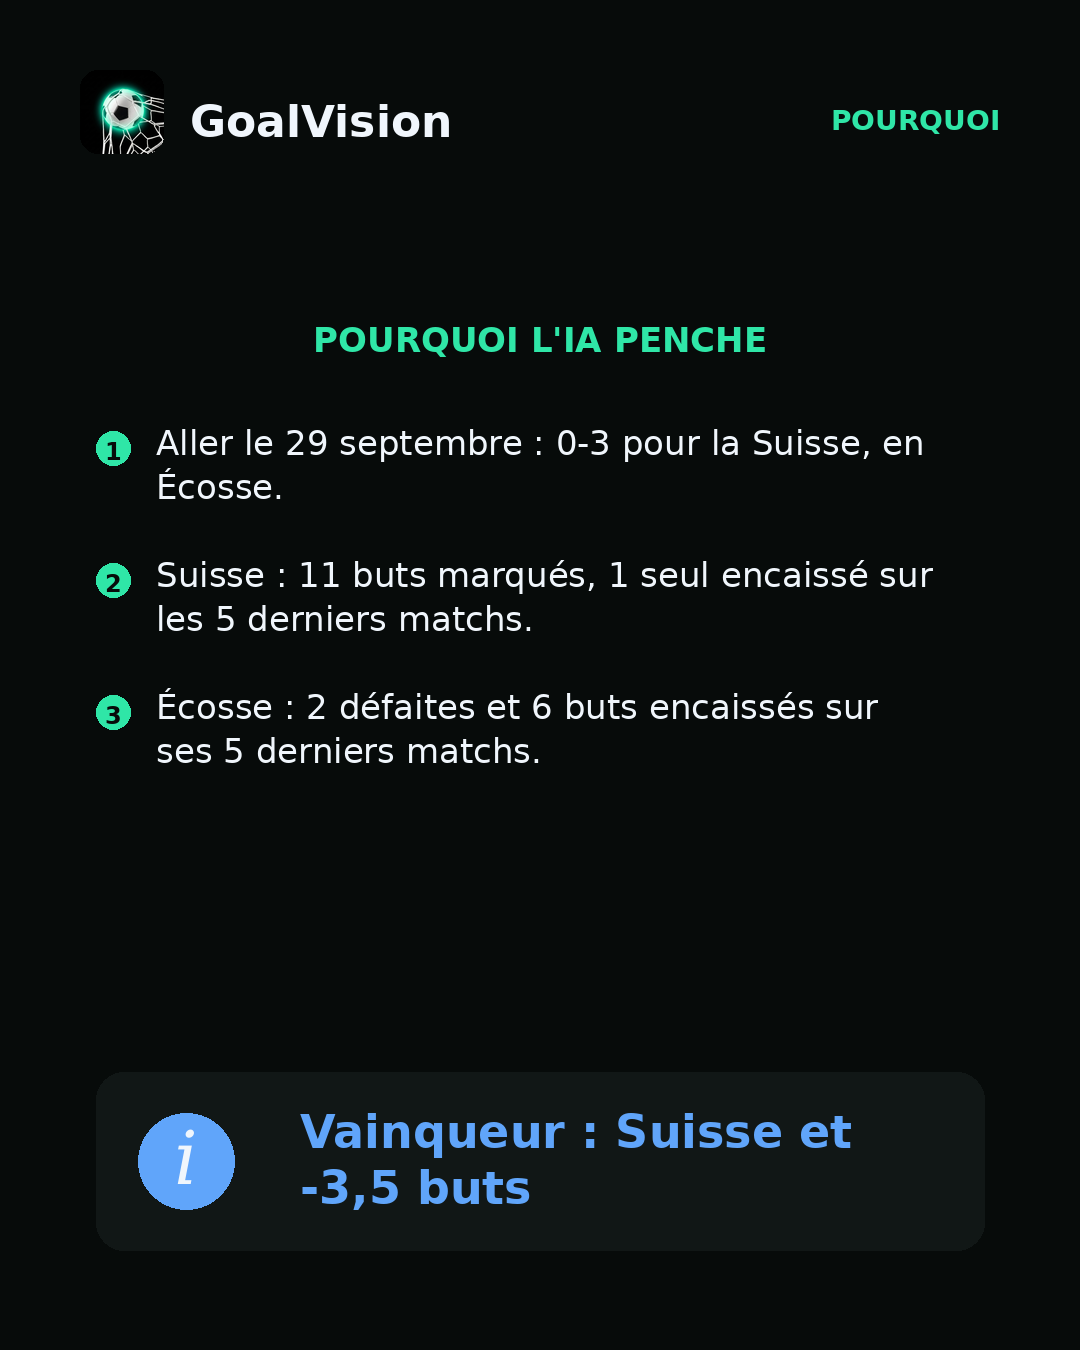 GoalVision
POURQUOI
POURQUOI L'IA PENCHE
1 Aller le 29 septembre : 0-3 pour la Suisse, en
Écosse.
2 Suisse : 11 buts marqués, 1 seul encaissé sur
les 5 derniers matchs.
3 Écosse : 2 défaites et 6 buts encaissés sur
ses 5 derniers matchs.
i
Vainqueur : Suisse et
-3,5 buts